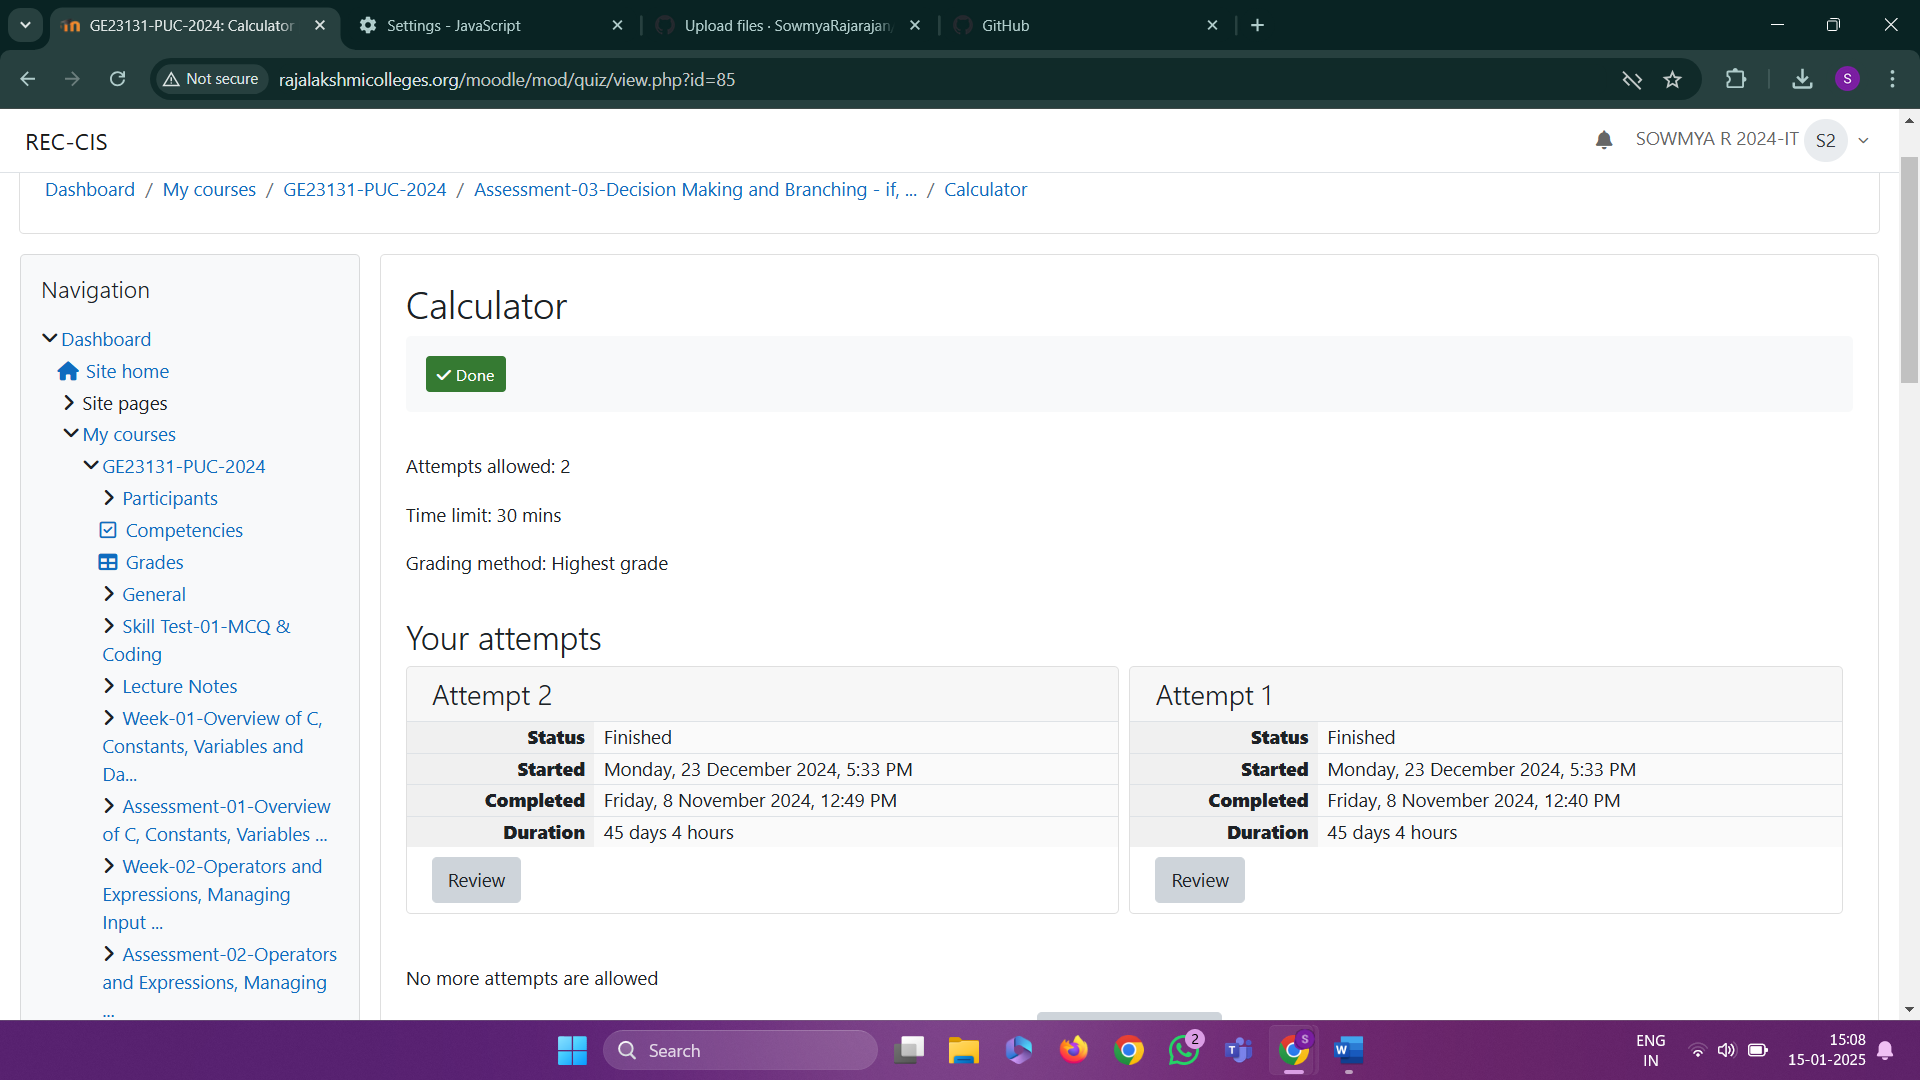 GE23131-PUC-2024: Calculator
Settings - JavaScript
Upload files · SowmyaRajarajan
GitHub
Not secure
rajalakshmicolleges.org/moodle/mod/quiz/view.php?id=85
S
REC-CIS
SOWMYA R 2024-IT
S2
Dashboard / My courses / GE23131-PUC-2024 / Assessment-03-Decision Making and Branching - if, ... / Calculator
Navigation
Dashboard
Site home
Site pages
My courses
GE23131-PUC-2024
Participants
Competencies
Grades
General
Skill Test-01-MCQ &
Coding
Lecture Notes
Week-01-Overview of C,
Constants, Variables and
Da...
Assessment-01-Overview
of C, Constants, Variables ...
Week-02-Operators and
Expressions, Managing
Input ...
Assessment-02-Operators
and Expressions, Managing
...
Calculator
Done
Attempts allowed: 2
Time limit: 30 mins
Grading method: Highest grade
Your attempts
Attempt 2
Status Finished
Started Monday, 23 December 2024, 5:33 PM
Completed Friday, 8 November 2024, 12:49 PM
Duration 45 days 4 hours
Review
Attempt 1
Status Finished
Started Monday, 23 December 2024, 5:33 PM
Completed Friday, 8 November 2024, 12:40 PM
Duration 45 days 4 hours
Review
No more attempts are allowed
Search
2
T
S
W
ENG
IN
15:08
15-01-2025